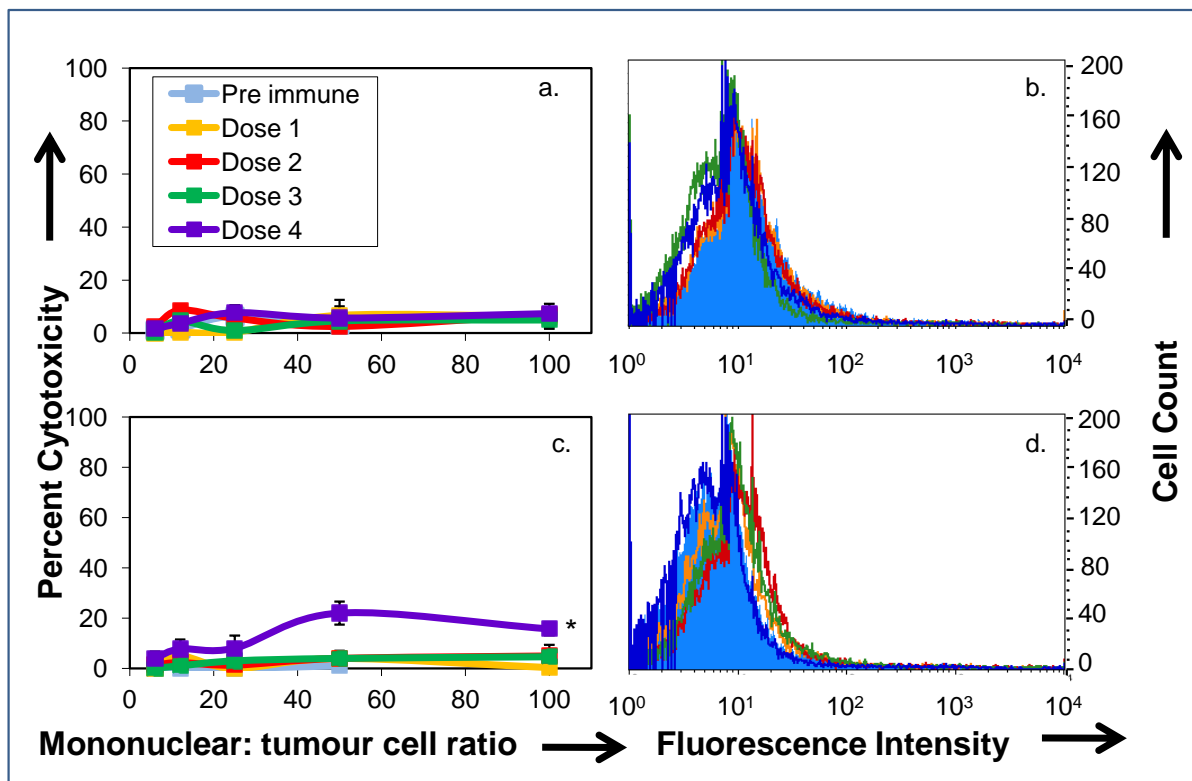 Percent Cytotoxicity
100
80
60
40
20
0
Pre immune
Dose 1
Dose 2
Dose 3
Dose 4
a.
0 20 40 60 80 100
b.
200
160
120
80
40
0
10⁰ 10¹ 10² 10³ 10⁴
Cell Count
100
80
60
40
20
0
c.
*
0 20 40 60 80 100
d.
200
160
120
80
40
0
10⁰ 10¹ 10² 10³ 10⁴
Mononuclear: tumour cell ratio
Fluorescence Intensity